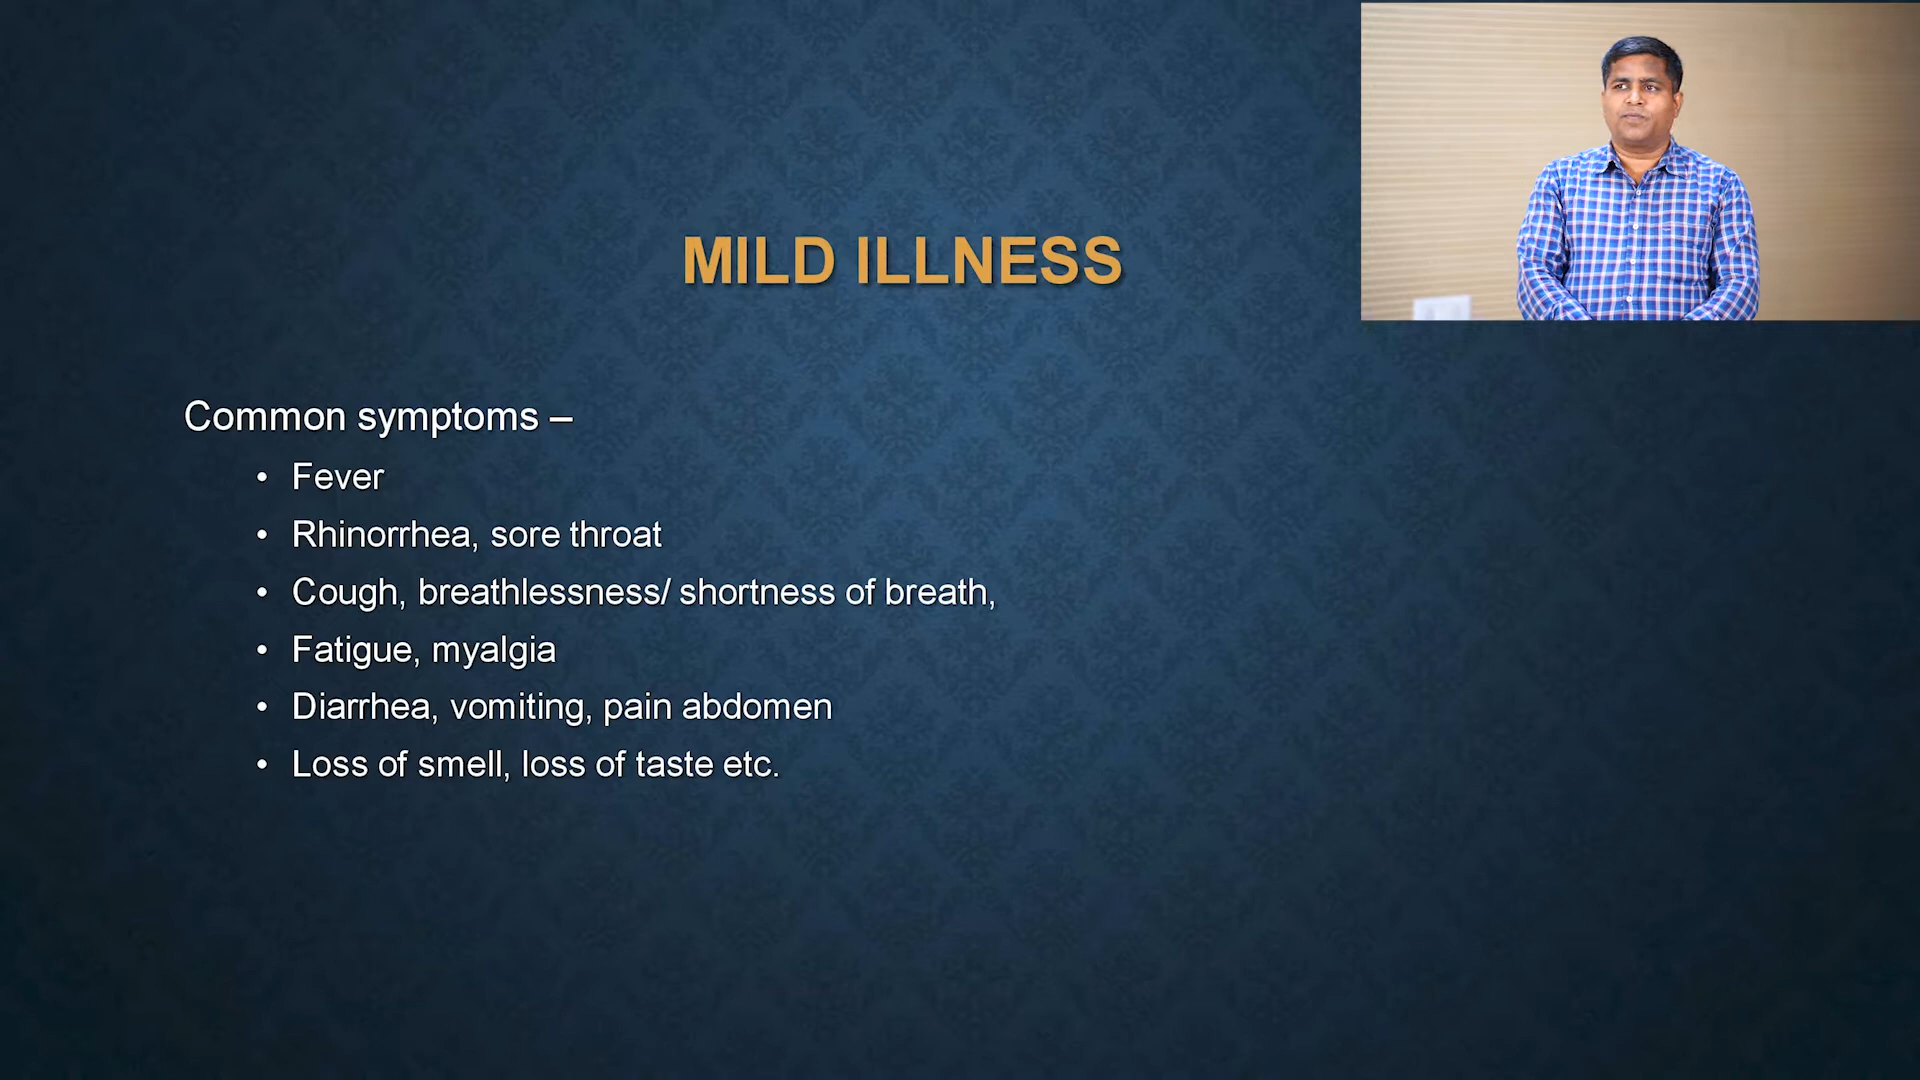 MILD ILLNESS
Common symptoms –
• Fever
• Rhinorrhea, sore throat
• Cough, breathlessness/ shortness of breath,
• Fatigue, myalgia
• Diarrhea, vomiting, pain abdomen
• Loss of smell, loss of taste etc.